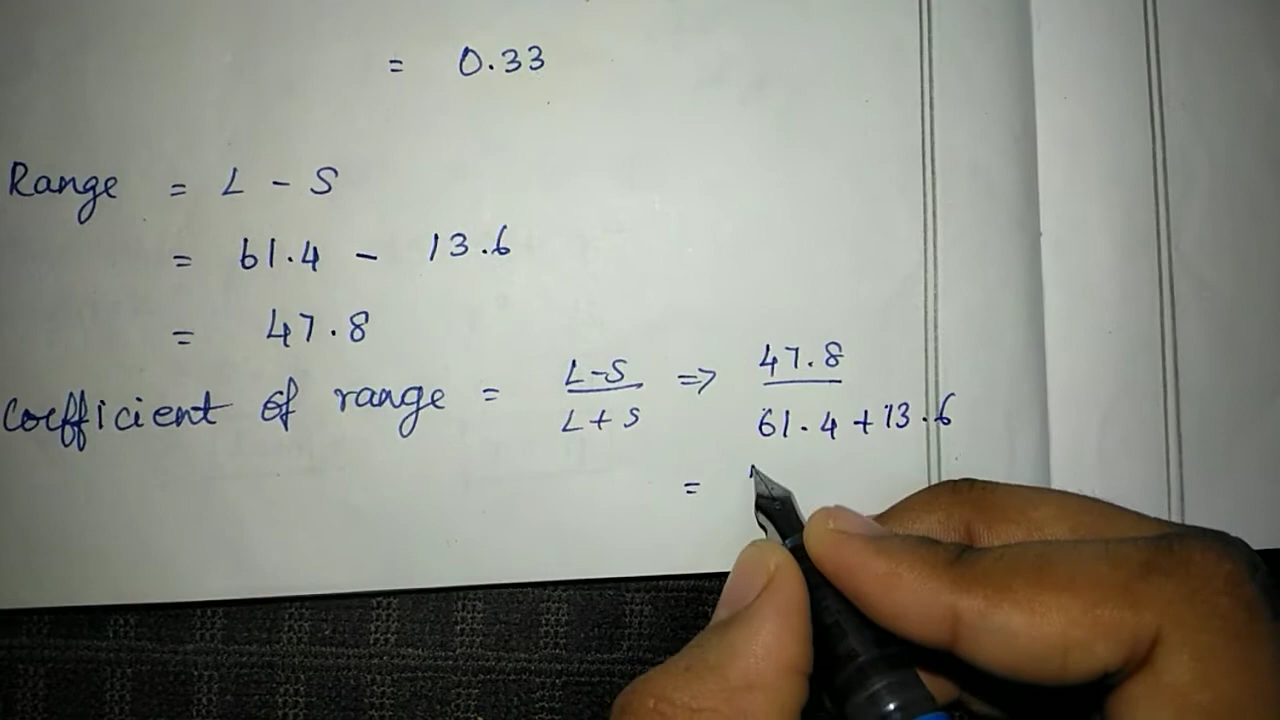 = 0.33
Range = L - S
= 61.4 - 13.6
= 47.8
Coefficient of range = L-S / L+S => 47.8 / 61.4 + 13.6
=